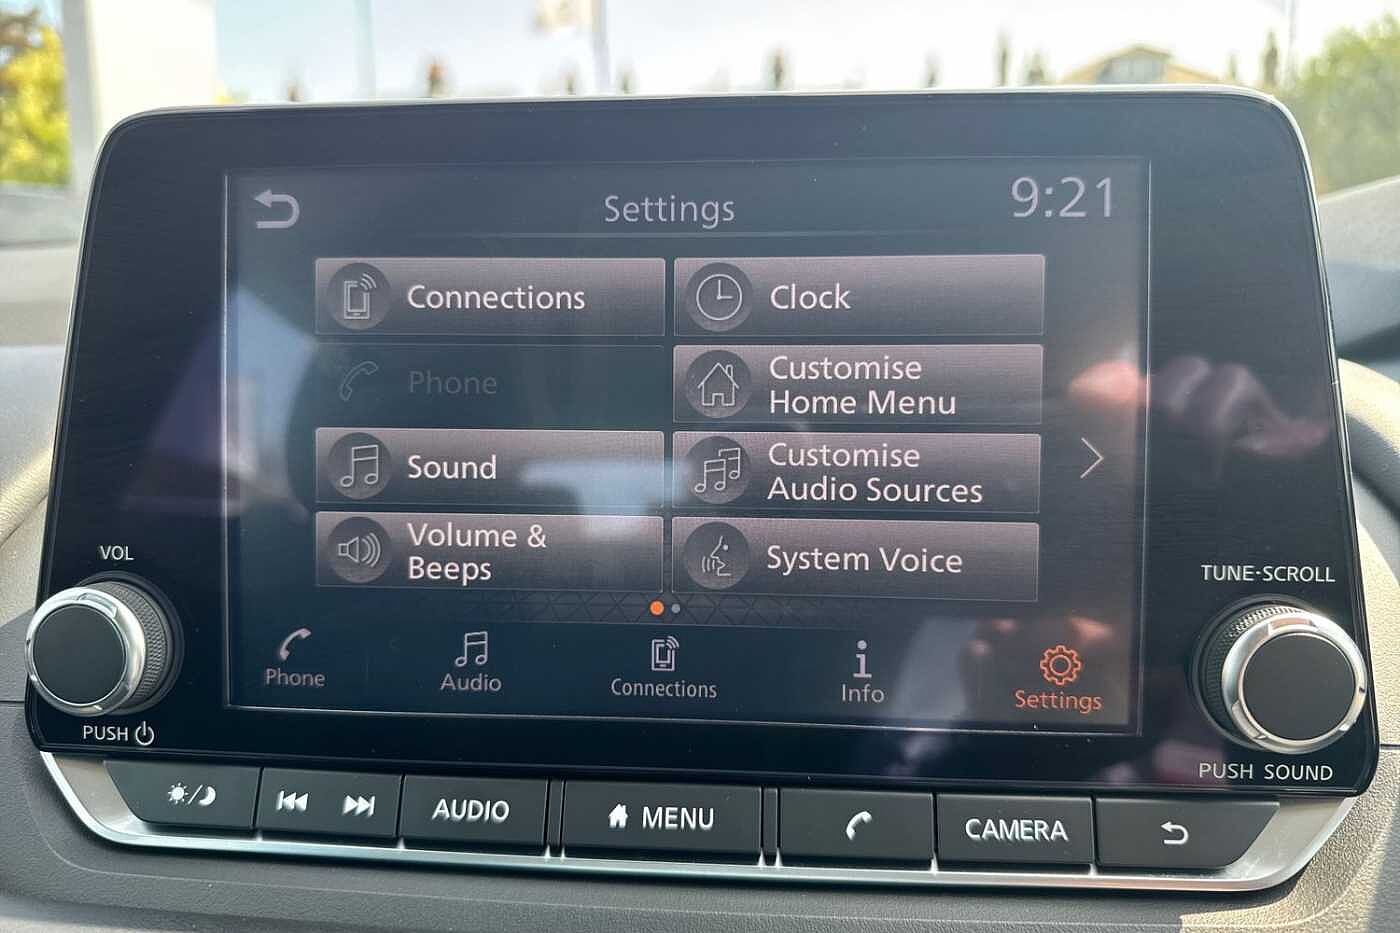 Settings
9:21
Connections
Clock
Phone
Customise
Home Menu
Sound
Customise
Audio Sources
Volume &
Beeps
System Voice
Phone
Audio
Connections
Info
Settings
VOL
PUSH
TUNE·SCROLL
PUSH SOUND
AUDIO
MENU
CAMERA